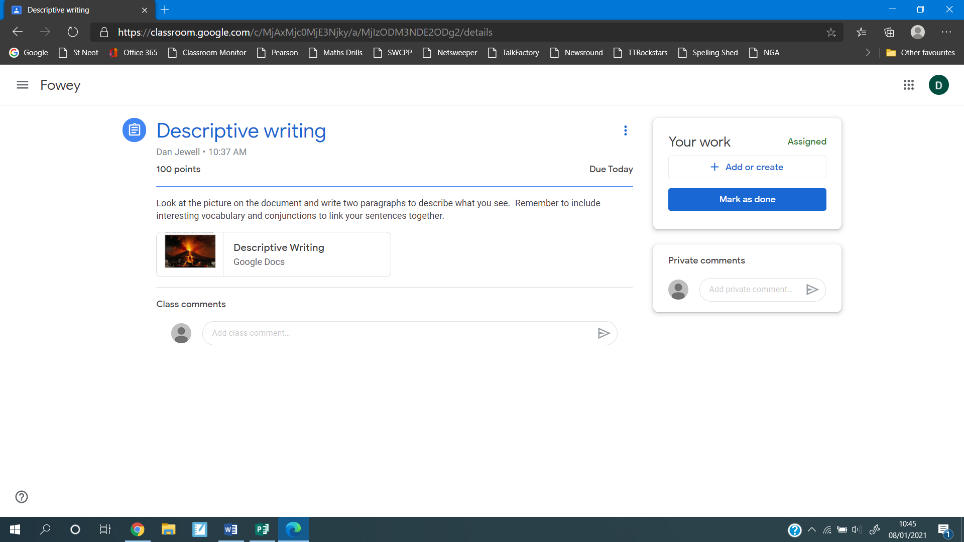 Descriptive writing
https://classroom.google.com/c/MjAxMjc0MjE3Njky/a/MjIzODM3NDE2ODg2/details
Google St Neot Office 365 Classroom Monitor Pearson Maths Drills SWCPP Netsweeper TalkFactory Newsround TTRockstars Spelling Shed NGA Other favourites
Fowey
D
Descriptive writing
Dan Jewell • 10:37 AM
100 points
Due Today
Look at the picture on the document and write two paragraphs to describe what you see. Remember to include
interesting vocabulary and conjunctions to link your sentences together.
Descriptive Writing
Google Docs
Class comments
Add class comment...
Your work
Assigned
+ Add or create
Mark as done
Private comments
Add private comment...
10:45
08/01/2021
1